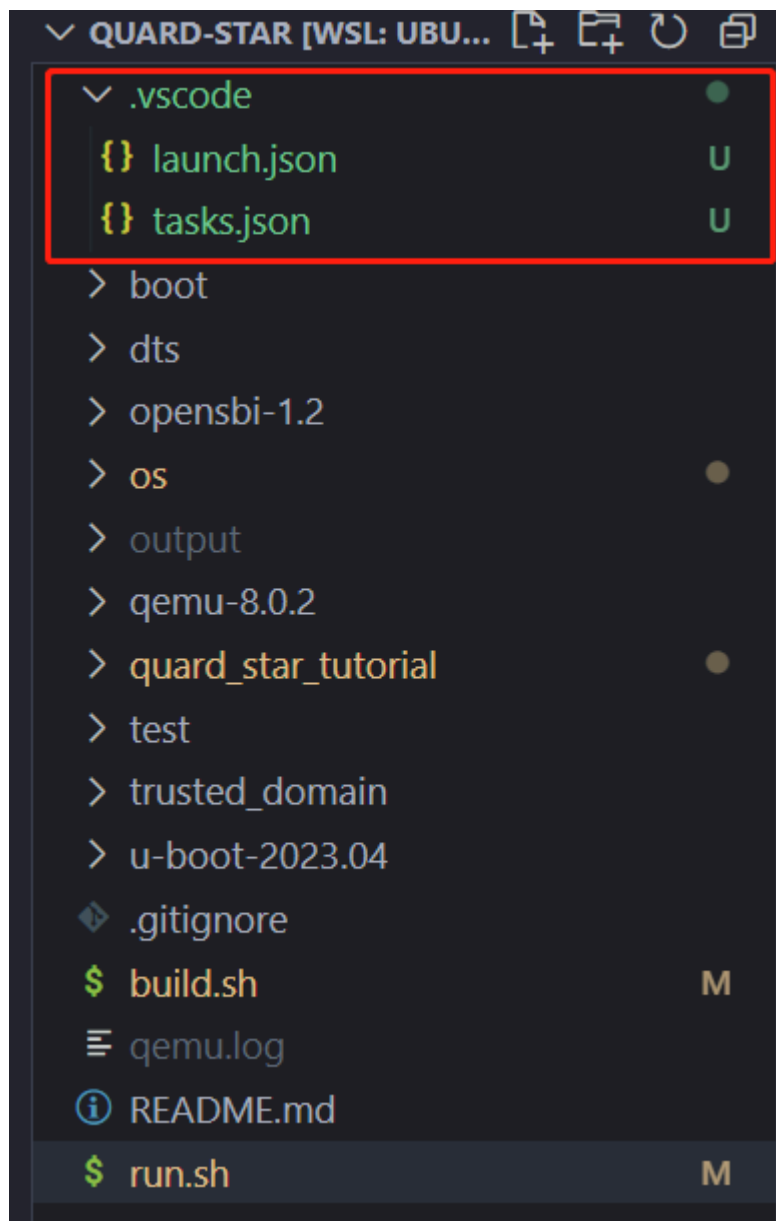 QUARD-STAR [WSL: UBU...
.vscode
{} launch.json U
{} tasks.json U
boot
dts
opensbi-1.2
os
output
qemu-8.0.2
quard_star_tutorial
test
trusted_domain
u-boot-2023.04
.gitignore
$ build.sh M
qemu.log
README.md
$ run.sh M